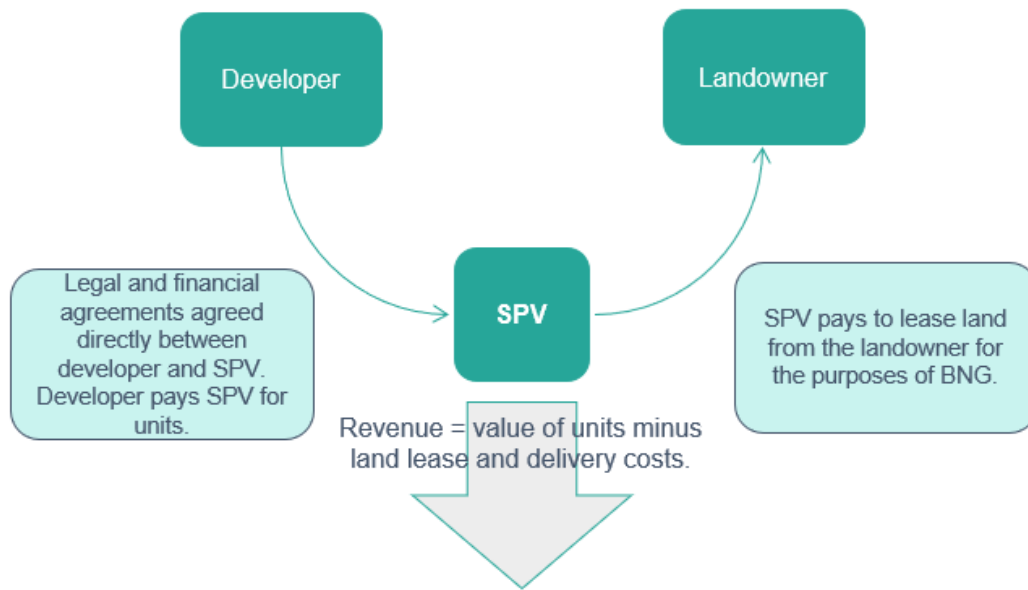 Developer
Landowner
Legal and financial
agreements agreed
directly between
developer and SPV.
Developer pays SPV for
units.
SPV
SPV pays to lease land
from the landowner for
the purposes of BNG.
Revenue = value of units minus
land lease and delivery costs.